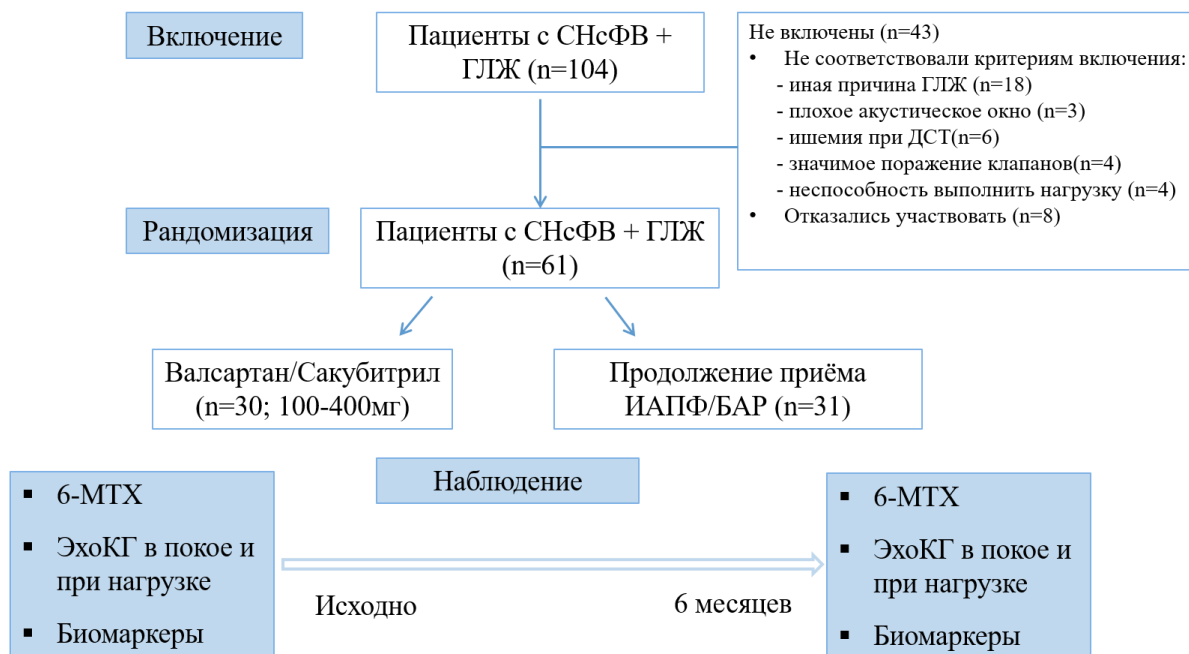 Включение
Пациенты с СНсФВ +
ГЛЖ (n=104)
Не включены (n=43)
• Не соответствовали критериям включения:
- иная причина ГЛЖ (n=18)
- плохое акустическое окно (n=3)
- ишемия при ДСТ(n=6)
- значимое поражение клапанов(n=4)
- неспособность выполнить нагрузку (n=4)
• Отказались участвовать (n=8)
Рандомизация
Пациенты с СНсФВ + ГЛЖ
(n=61)
Валсартан/Сакубитрил
(n=30; 100-400мг)
Продолжение приёма
ИАПФ/БАР (n=31)
Наблюдение
▪ 6-МТХ
▪ ЭхоКГ в покое и
при нагрузке
▪ Биомаркеры
Исходно
6 месяцев
▪ 6-МТХ
▪ ЭхоКГ в покое и
при нагрузке
▪ Биомаркеры